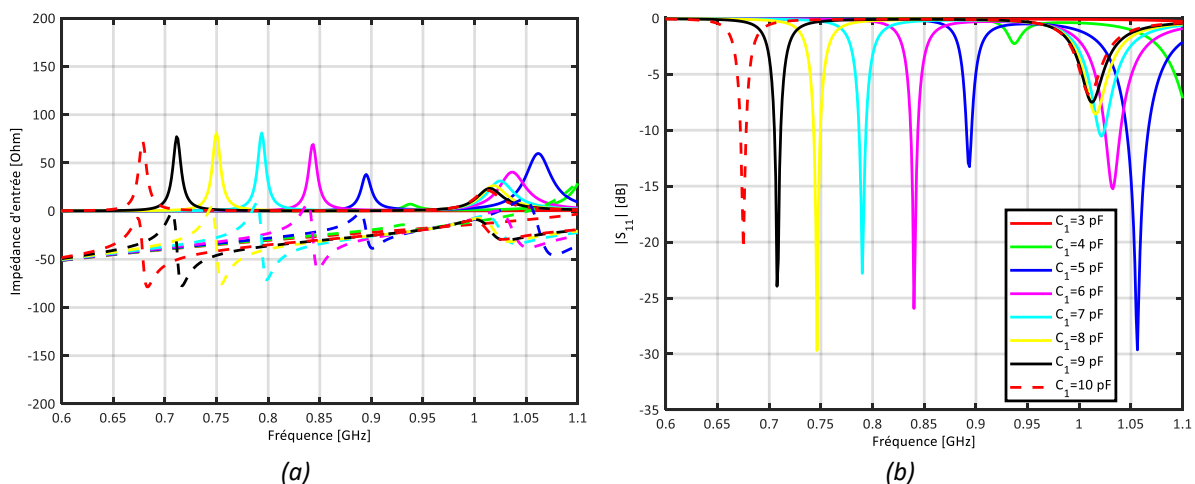 200
150
100
50
0
-50
-100
-150
-200
Impédance d'entrée [Ohm]
0.6 0.65 0.7 0.75 0.8 0.85 0.9 0.95 1 1.05 1.1
Fréquence [GHz]
(a)
0
-5
-10
-15
-20
-25
-30
-35
|S11| [dB]
C1=3 pF
C1=4 pF
C1=5 pF
C1=6 pF
C1=7 pF
C1=8 pF
C1=9 pF
C1=10 pF
0.6 0.65 0.7 0.75 0.8 0.85 0.9 0.95 1 1.05 1.1
Fréquence [GHz]
(b)